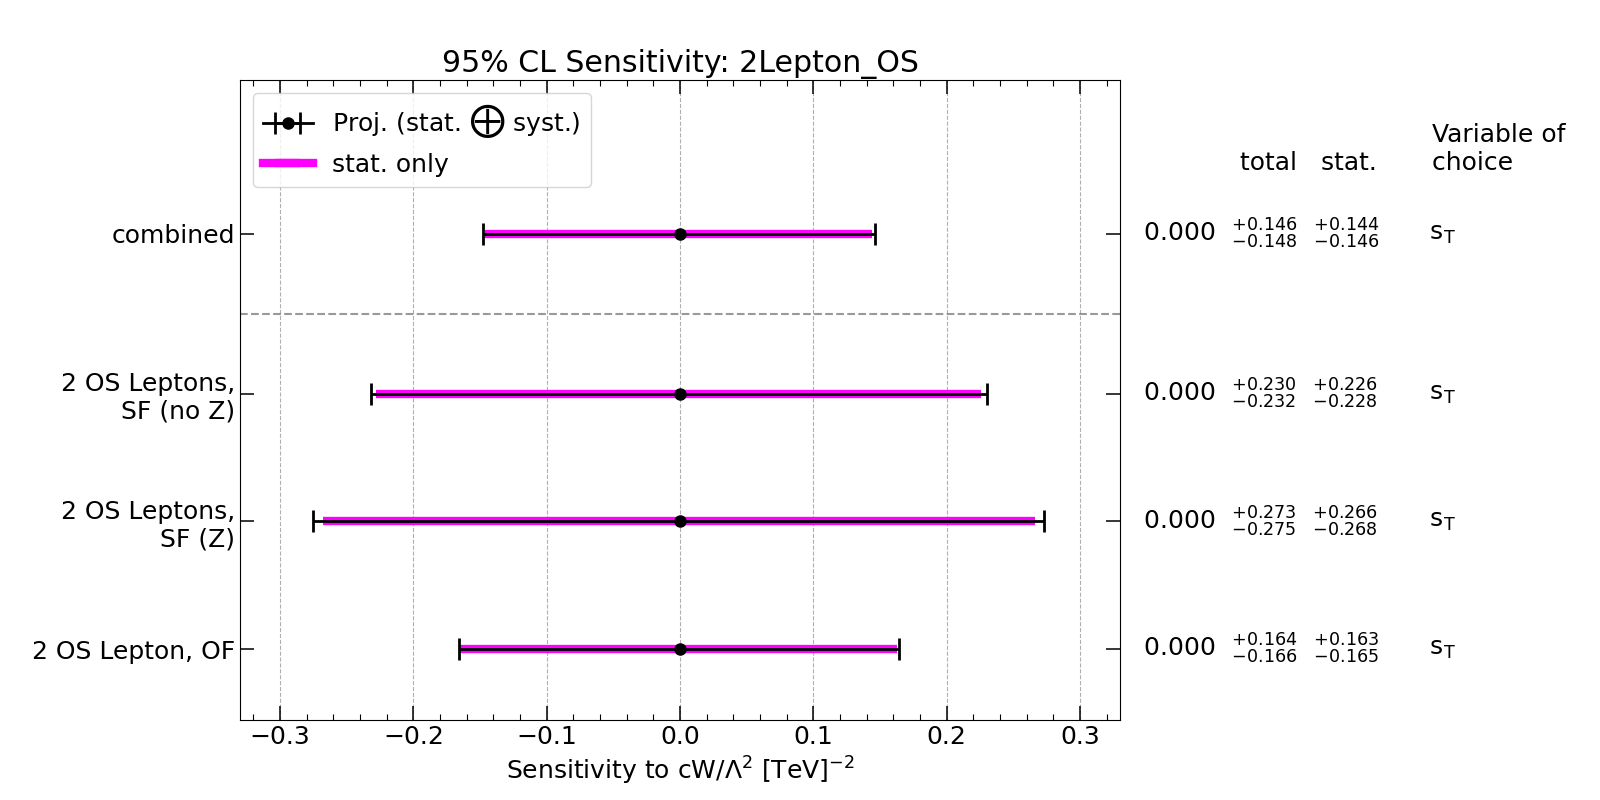 95% CL Sensitivity: 2Lepton_OS
Proj. (stat. ⊕ syst.)
stat. only
total stat. Variable of
choice
combined 0.000 +0.146 −0.148 +0.144 −0.146 s_T
2 OS Leptons,
SF (no Z) 0.000 +0.230 −0.232 +0.226 −0.228 s_T
2 OS Leptons,
SF (Z) 0.000 +0.273 −0.275 +0.266 −0.268 s_T
2 OS Lepton, OF 0.000 +0.164 −0.166 +0.163 −0.165 s_T
−0.3 −0.2 −0.1 0.0 0.1 0.2 0.3
Sensitivity to cW/Λ² [TeV]⁻²